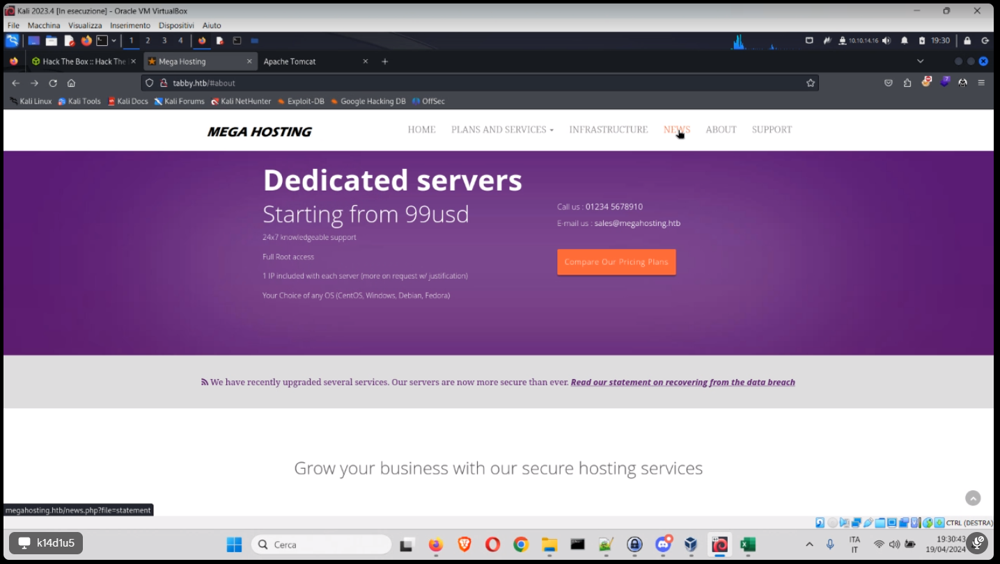 Kali 2023.4 [In esecuzione] - Oracle VM VirtualBox
File Macchina Visualizza Inserimento Dispositivi Aiuto
1 2 3 4 10.10.14.16 19:30
Hack The Box :: Hack The Mega Hosting Apache Tomcat
tabby.htb/#about
Kali Linux Kali Tools Kali Docs Kali Forums Kali NetHunter Exploit-DB Google Hacking DB OffSec
MEGA HOSTING HOME PLANS AND SERVICES INFRASTRUCTURE NEWS ABOUT SUPPORT
Dedicated servers
Starting from 99usd
24x7 knowledgeable support
Full Root access
1 IP included with each server (more on request w/ justification)
Your Choice of any OS (CentOS, Windows, Debian, Fedora)
Call us : 01234 5678910
E-mail us : sales@megahosting.htb
Compare Our Pricing Plans
We have recently upgraded several services. Our servers are now more secure than ever. Read our statement on recovering from the data breach
Grow your business with our secure hosting services
megahosting.htb/news.php?file=statement
CTRL (DESTRA)
k14d1u5
Cerca
ITA
IT
19:30:43
19/04/2024